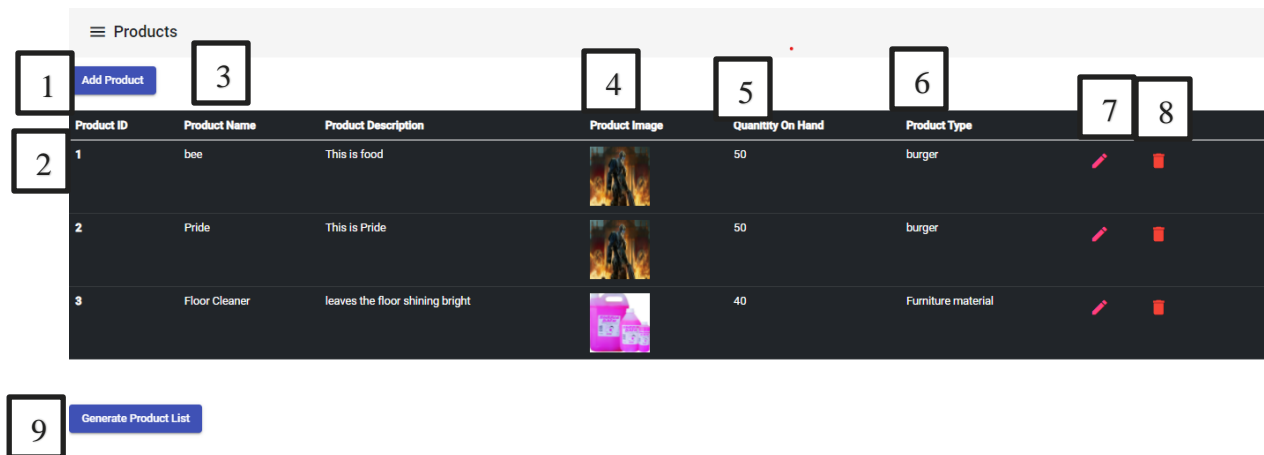 Products
1 Add Product 3 4 5 6 7 8
Product ID Product Name Product Description Product Image Quanitity On Hand Product Type
2 1 bee This is food 50 burger
2 Pride This is Pride 50 burger
3 Floor Cleaner leaves the floor shining bright 40 Furniture material
9 Generate Product List